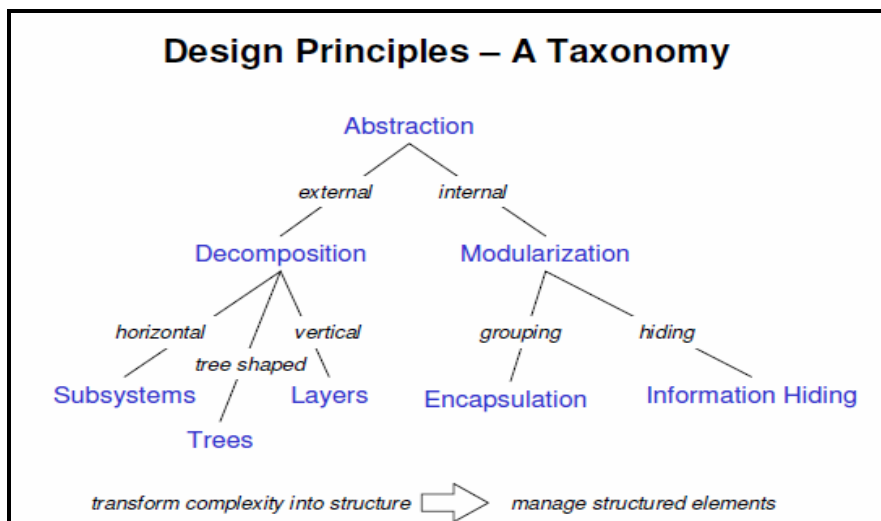 Design Principles – A Taxonomy
Abstraction
external internal
Decomposition Modularization
horizontal vertical grouping hiding
tree shaped
Subsystems Layers Encapsulation Information Hiding
Trees
transform complexity into structure manage structured elements